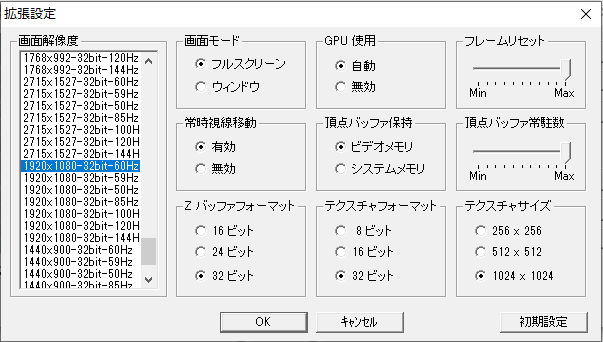 拡張設定
画面解像度
1768x992-32bit-120Hz
1768x992-32bit-144Hz
2715x1527-32bit-60Hz
2715x1527-32bit-59Hz
2715x1527-32bit-50Hz
2715x1527-32bit-85Hz
2715x1527-32bit-100H
2715x1527-32bit-120H
2715x1527-32bit-144H
1920x1080-32bit-60Hz
1920x1080-32bit-59Hz
1920x1080-32bit-50Hz
1920x1080-32bit-85Hz
1920x1080-32bit-100H
1920x1080-32bit-120H
1920x1080-32bit-144H
1440x900-32bit-60Hz
1440x900-32bit-59Hz
1440x900-32bit-50Hz
1440x900-32bit-85Hz
画面モード
フルスクリーン
ウィンドウ
GPU 使用
自動
無効
フレームリセット
Min Max
常時視線移動
有効
無効
頂点バッファ保持
ビデオメモリ
システムメモリ
頂点バッファ常駐数
Min Max
Z バッファフォーマット
16 ビット
24 ビット
32 ビット
テクスチャフォーマット
8 ビット
16 ビット
32 ビット
テクスチャサイズ
256 x 256
512 x 512
1024 x 1024
OK
キャンセル
初期設定